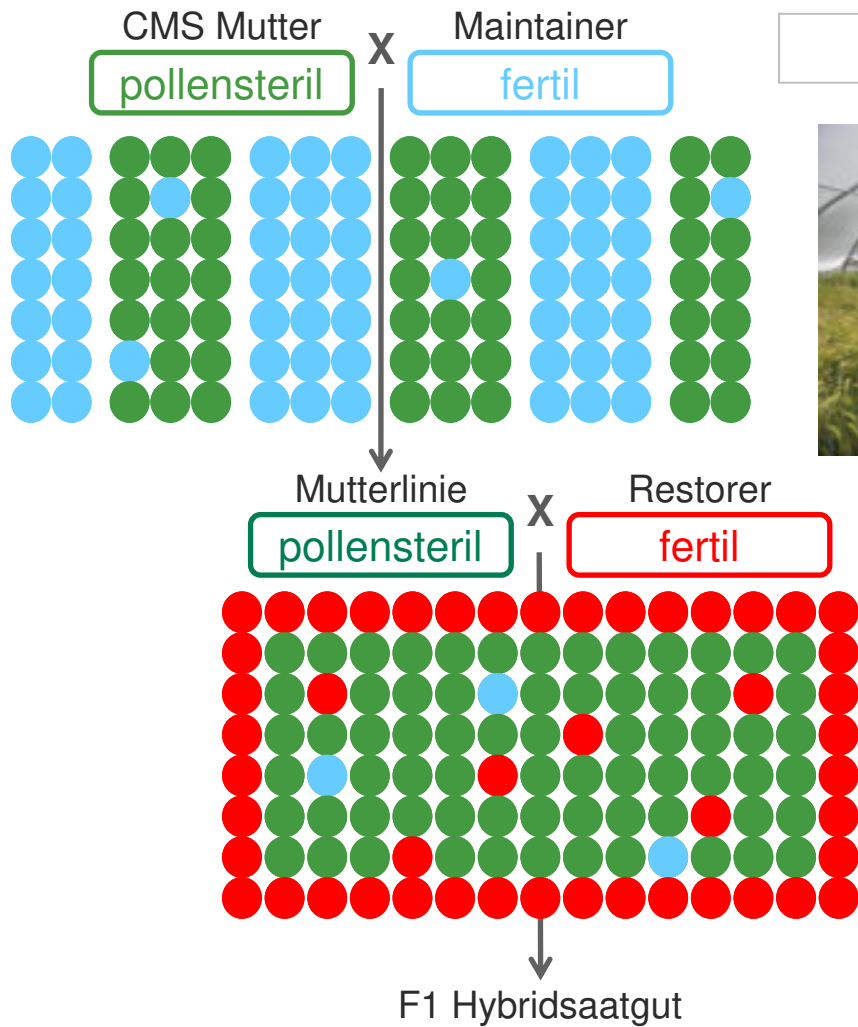 CMS Mutter X Maintainer
pollensteril fertil
Mutterlinie X Restorer
pollensteril fertil
F1 Hybridsaatgut